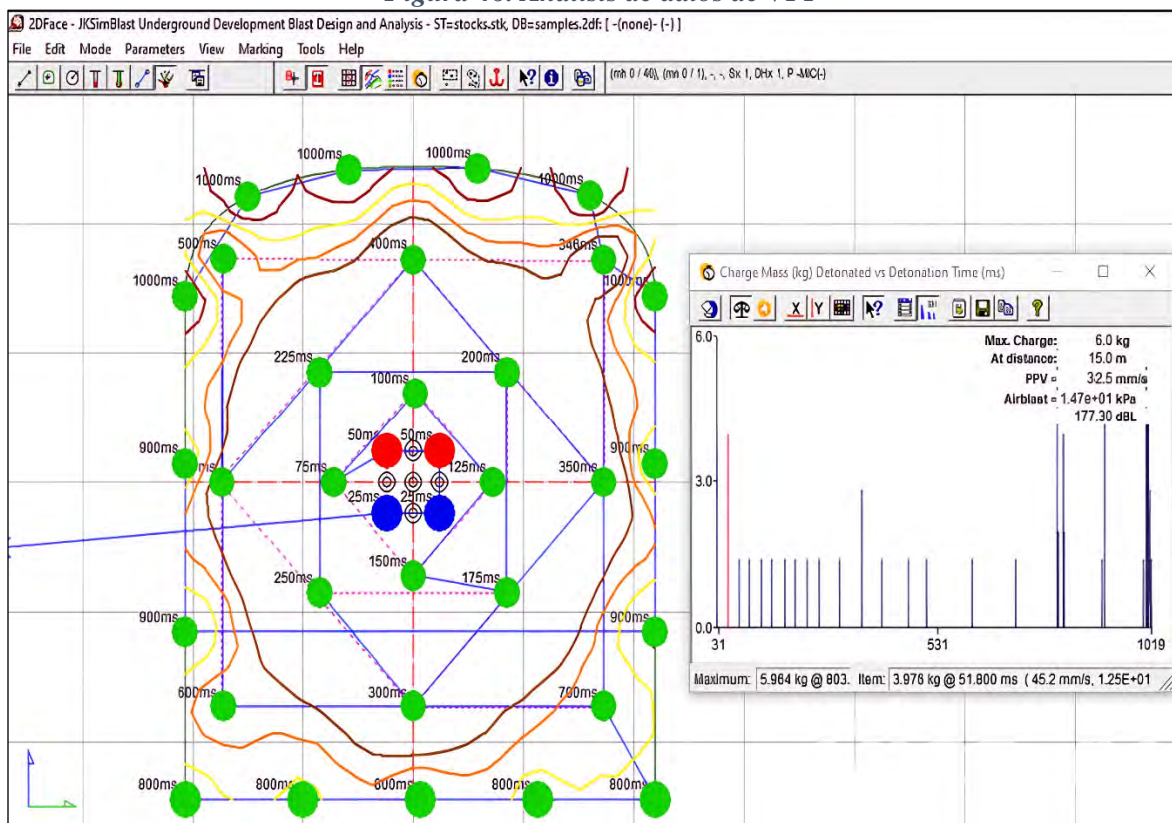 2DFace - JKSimBlast Underground Development Blast Design and Analysis - ST=stocks.stk, DB=samples.2df: [ -(none)- (-) ]
File Edit Mode Parameters View Marking Tools Help
(mh 0 / 40), (mn 0 / 1), -, -, Sx 1, DHx 1, P -MIC(-)
1000ms 1000ms
1000ms 1000ms
500ms 400ms
1000ms 1000ms
225ms 200ms
100ms
50ms 50ms
900ms 900ms
75ms 125ms 350ms
25ms 25ms
150ms
250ms 175ms
900ms 900ms
600ms 300ms 700ms
800ms 800ms 800ms 800ms
Charge Mass (kg) Detonated vs Detonation Time (ms)
X Y
6.0
Max. Charge: 6.0 kg
At distance: 15.0 m
PPV = 32.5 mm/s
Airblast = 1.47e+01 kPa
177.30 dBL
3.0
0.0
31 531 1019
Maximum: 5.964 kg @ 803. Item: 3.976 kg @ 51.800 ms ( 45.2 mm/s, 1.25E+01